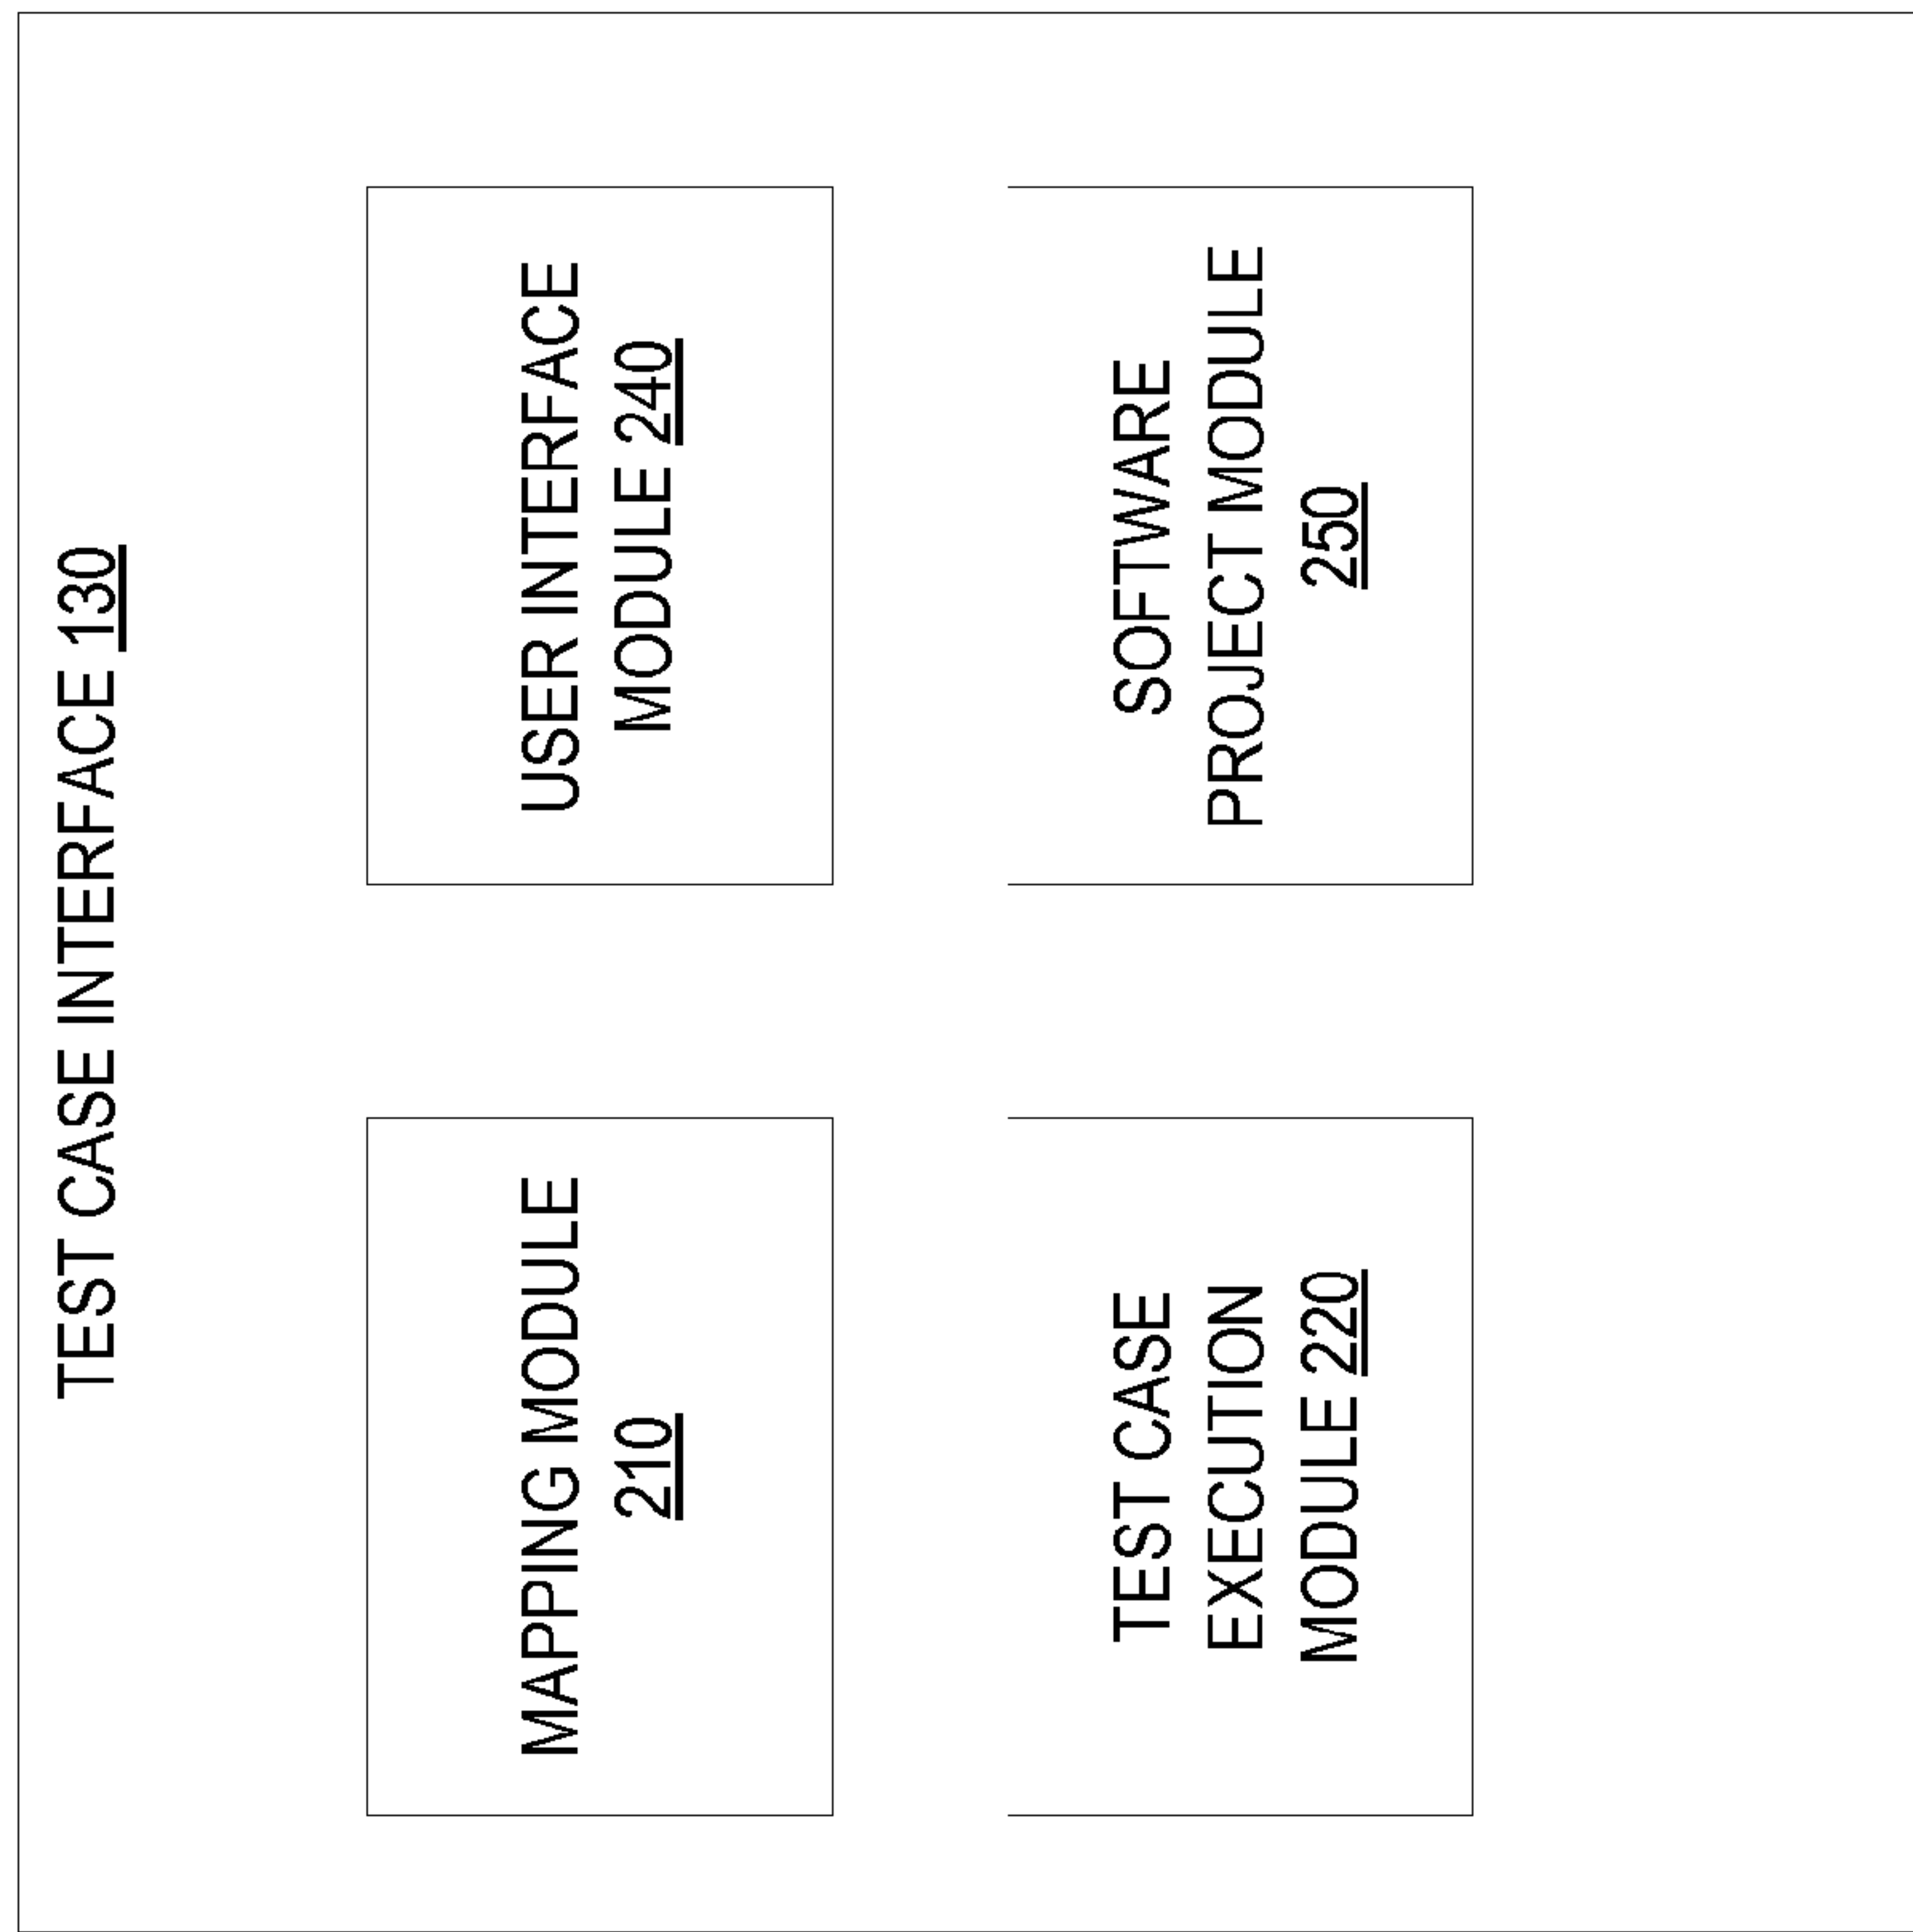 TEST CASE INTERFACE 130
MAPPING MODULE
210
USER INTERFACE
MODULE 240
TEST CASE
EXECUTION
MODULE 220
SOFTWARE
PROJECT MODULE
250